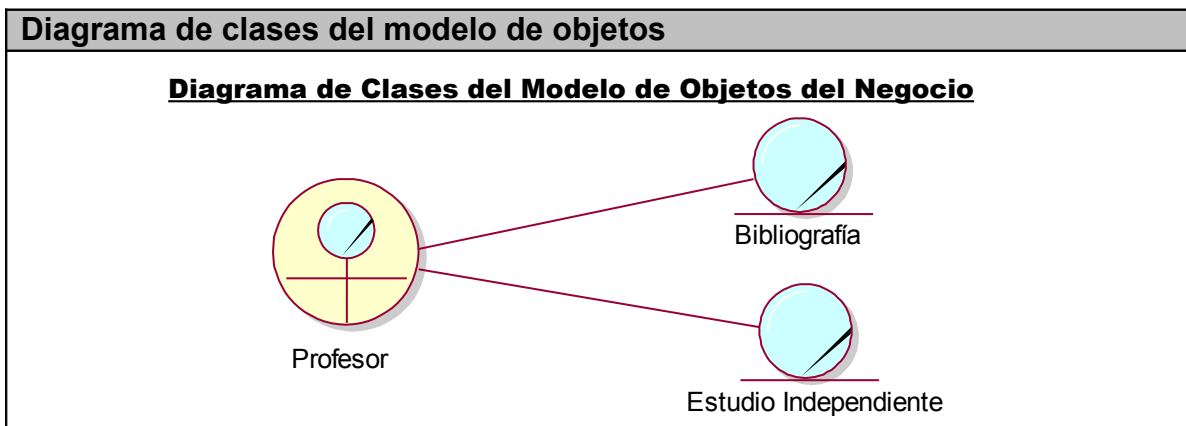 Diagrama de clases del modelo de objetos
Diagrama de Clases del Modelo de Objetos del Negocio
Bibliografía
Profesor
Estudio Independiente